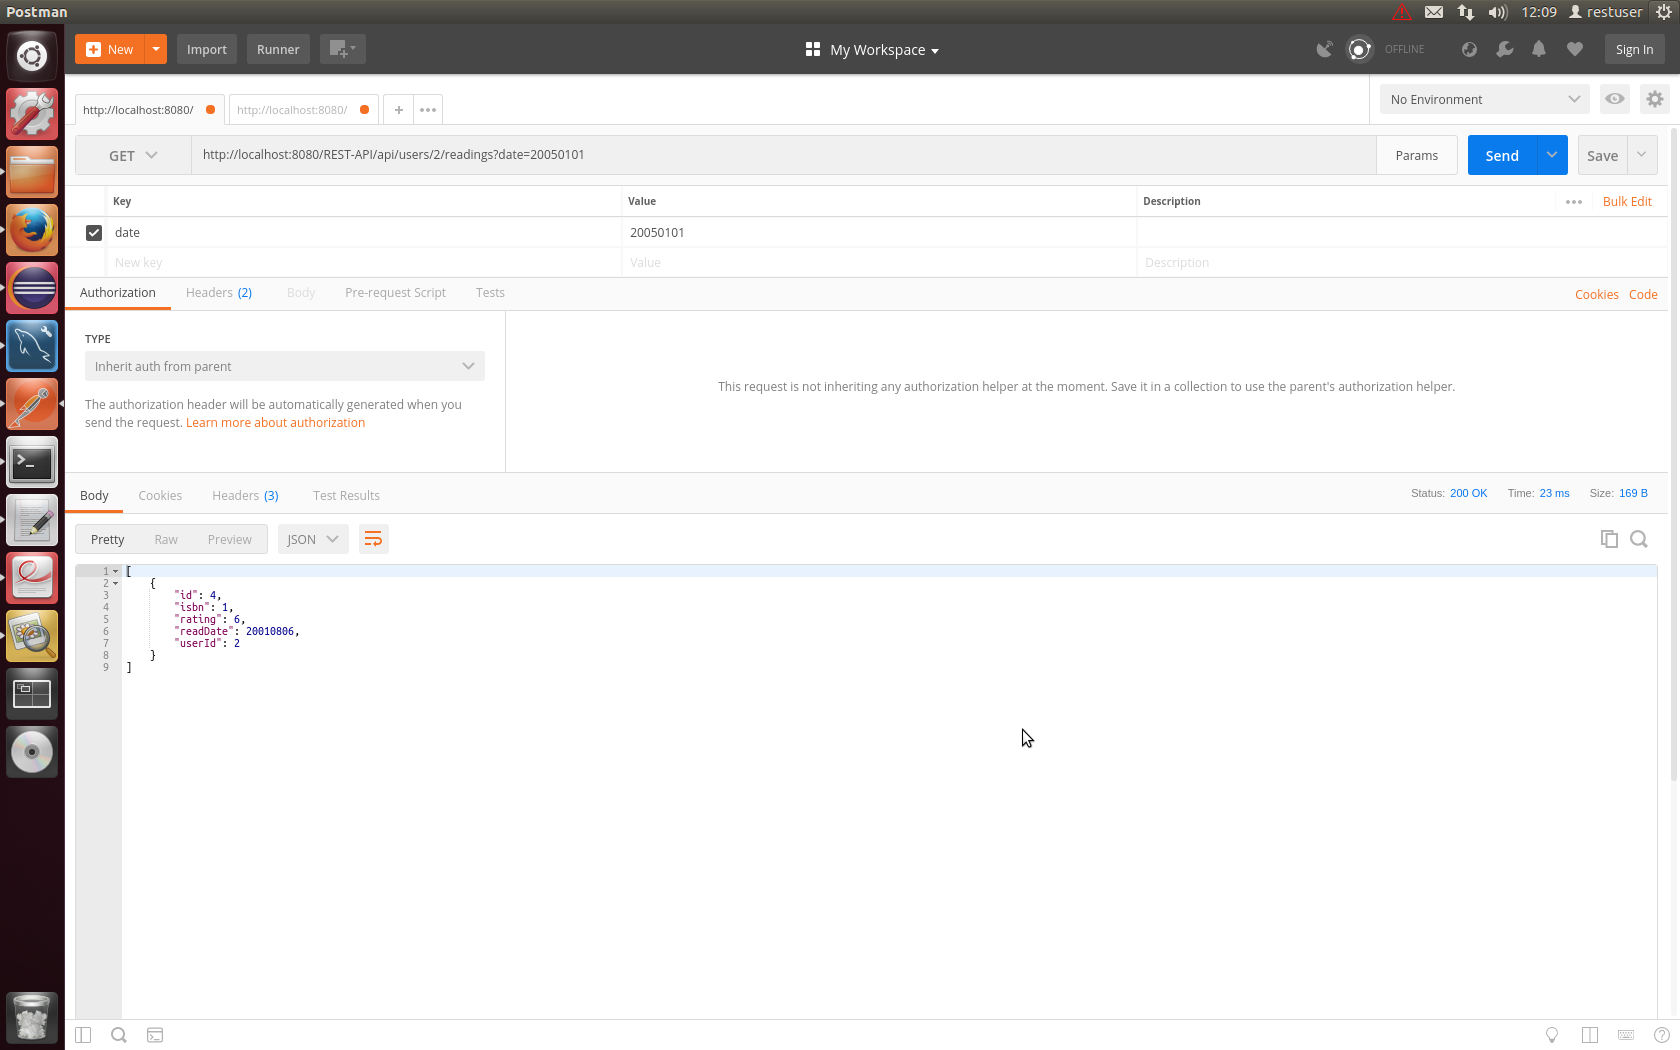 Postman
12:09 restuser
New Import Runner My Workspace OFFLINE Sign In
http://localhost:8080/ http://localhost:8080/ + No Environment
GET http://localhost:8080/REST-API/api/users/2/readings?date=20050101 Params Send Save
Key Value Description Bulk Edit
date 20050101
New key Value Description
Authorization Headers (2) Body Pre-request Script Tests Cookies Code
TYPE
Inherit auth from parent
The authorization header will be automatically generated when you
send the request. Learn more about authorization
This request is not inheriting any authorization helper at the moment. Save it in a collection to use the parent's authorization helper.
Body Cookies Headers (3) Test Results Status: 200 OK Time: 23 ms Size: 169 B
Pretty Raw Preview JSON
1 [
2 {
3 "id": 4,
4 "isbn": 1,
5 "rating": 6,
6 "readDate": 20010806,
7 "userId": 2
8 }
9 ]